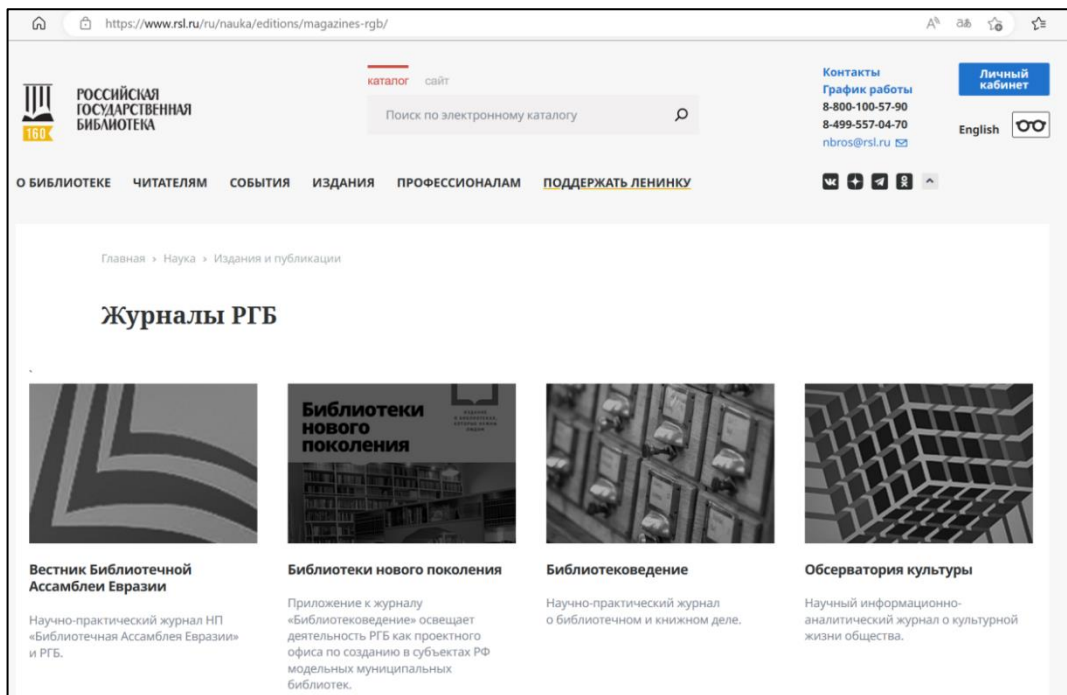 https://www.rsl.ru/ru/nauka/editions/magazines-rgb/
РОССИЙСКАЯ
ГОСУДАРСТВЕННАЯ
БИБЛИОТЕКА
160
каталог сайт
Поиск по электронному каталогу
Контакты
График работы
8-800-100-57-90
8-499-557-04-70
nbros@rsl.ru
Личный
кабинет
English
О БИБЛИОТЕКЕ ЧИТАТЕЛЯМ СОБЫТИЯ ИЗДАНИЯ ПРОФЕССИОНАЛАМ ПОДДЕРЖАТЬ ЛЕНИНКУ
Главная › Наука › Издания и публикации
Журналы РГБ
Библиотеки
нового
поколения
Вестник Библиотечной
Ассамблеи Евразии
Научно-практический журнал НП
«Библиотечная Ассамблея Евразии»
и РГБ.
Библиотеки нового поколения
Приложение к журналу
«Библиотековедение» освещает
деятельность РГБ как проектного
офиса по созданию в субъектах РФ
модельных муниципальных
библиотек.
Библиотековедение
Научно-практический журнал
о библиотечном и книжном деле.
Обсерватория культуры
Научный информационно-
аналитический журнал о культурной
жизни общества.